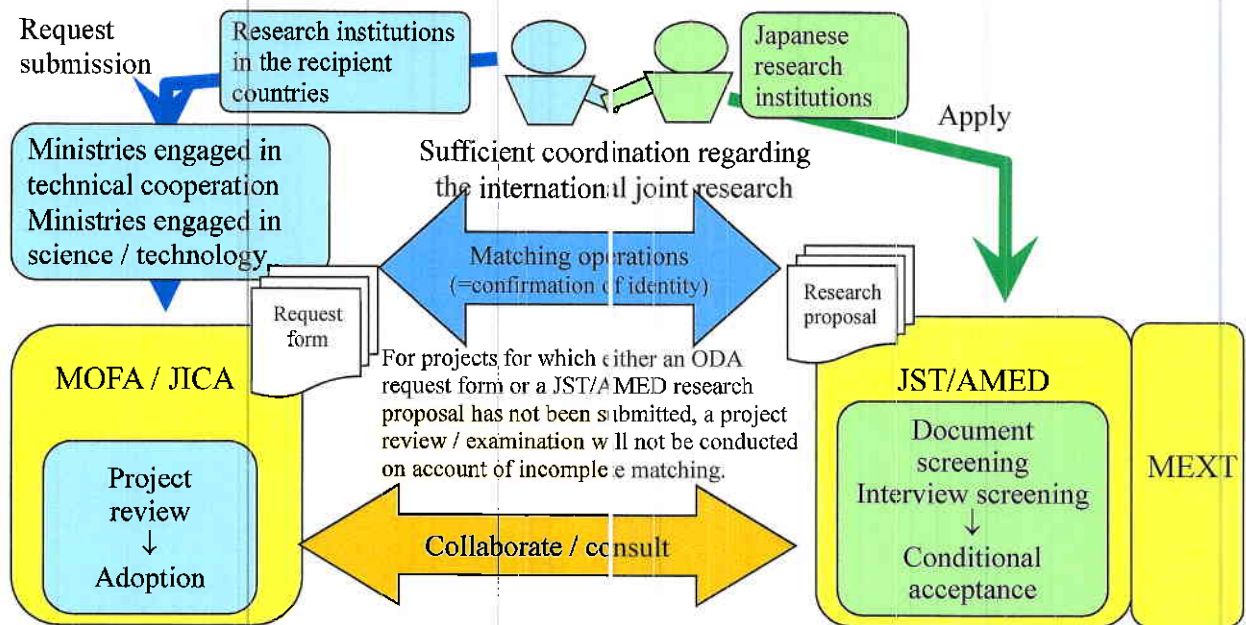 Request
submission
Research institutions
in the recipient
countries
Japanese
research
institutions
Apply
Ministries engaged in
technical cooperation
Ministries engaged in
science / technology
Sufficient coordination regarding
the international joint research
Matching operations
(=confirmation of identity)
Request
form
Research
proposal
For projects for which either an ODA
request form or a JST/AMED research
proposal has not been submitted, a project
review / examination will not be conducted
on account of incomplete matching.
MOFA / JICA
Project
review
↓
Adoption
Collaborate / consult
JST/AMED
Document
screening
Interview screening
↓
Conditional
acceptance
MEXT